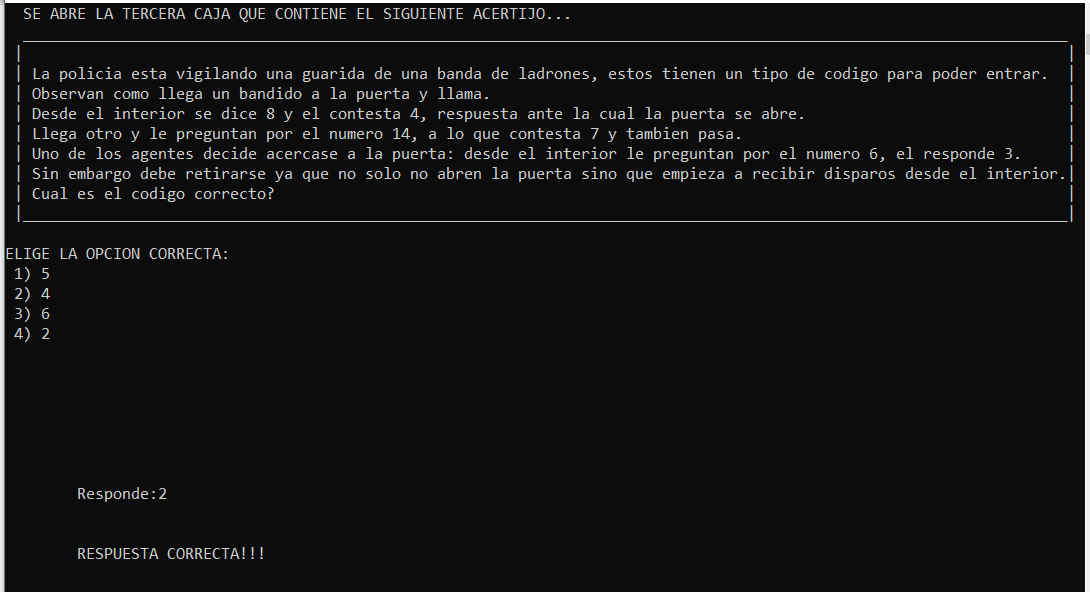 SE ABRE LA TERCERA CAJA QUE CONTIENE EL SIGUIENTE ACERTIJO...
La policia esta vigilando una guarida de una banda de ladrones, estos tienen un tipo de codigo para poder entrar.
Observan como llega un bandido a la puerta y llama.
Desde el interior se dice 8 y el contesta 4, respuesta ante la cual la puerta se abre.
Llega otro y le preguntan por el numero 14, a lo que contesta 7 y tambien pasa.
Uno de los agentes decide acercase a la puerta: desde el interior le preguntan por el numero 6, el responde 3.
Sin embargo debe retirarse ya que no solo no abren la puerta sino que empieza a recibir disparos desde el interior.
Cual es el codigo correcto?
ELIGE LA OPCION CORRECTA:
1) 5
2) 4
3) 6
4) 2
Responde:2
RESPUESTA CORRECTA!!!